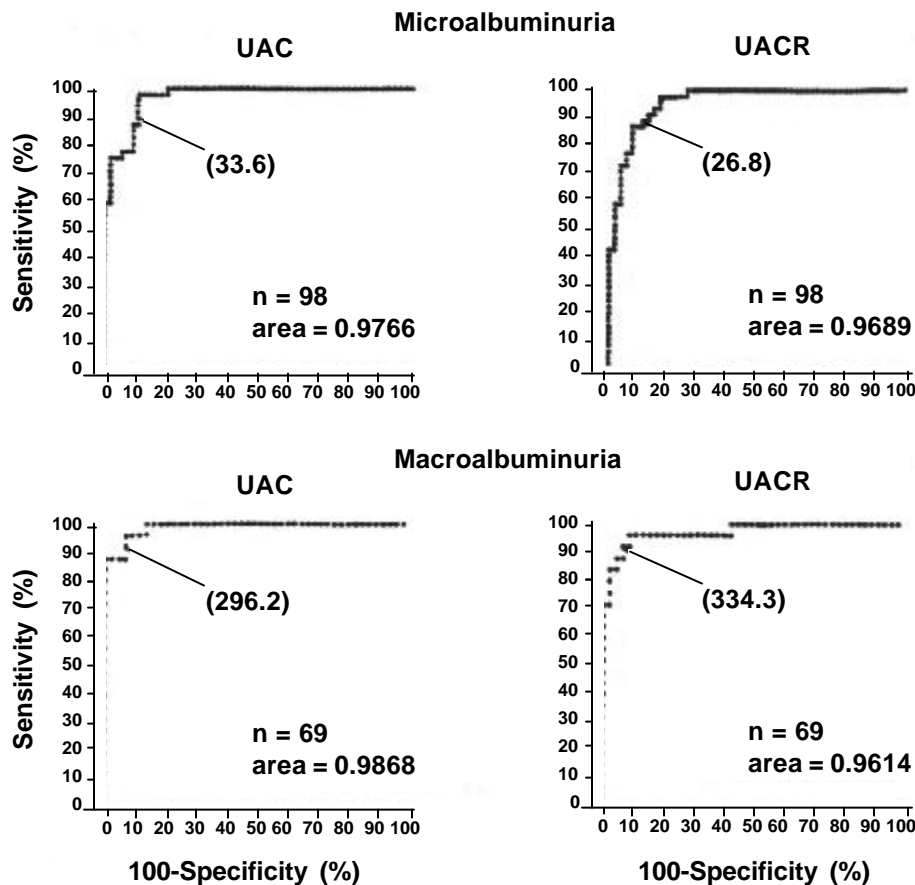 Microalbuminuria
UAC
UACR
Sensitivity (%)
100
90
80
70
60
50
40
30
20
10
0
(33.6)
n = 98
area = 0.9766
0 10 20 30 40 50 60 70 80 90 100
100
90
80
70
60
50
40
30
20
10
0
(26.8)
n = 98
area = 0.9689
0 10 20 30 40 50 60 70 80 90 100
Macroalbuminuria
UAC
UACR
Sensitivity (%)
100
90
80
70
60
50
40
30
20
10
0
(296.2)
n = 69
area = 0.9868
0 10 20 30 40 50 60 70 80 90 100
100-Specificity (%)
100
90
80
70
60
50
40
30
20
10
0
(334.3)
n = 69
area = 0.9614
0 10 20 30 40 50 60 70 80 90 100
100-Specificity (%)